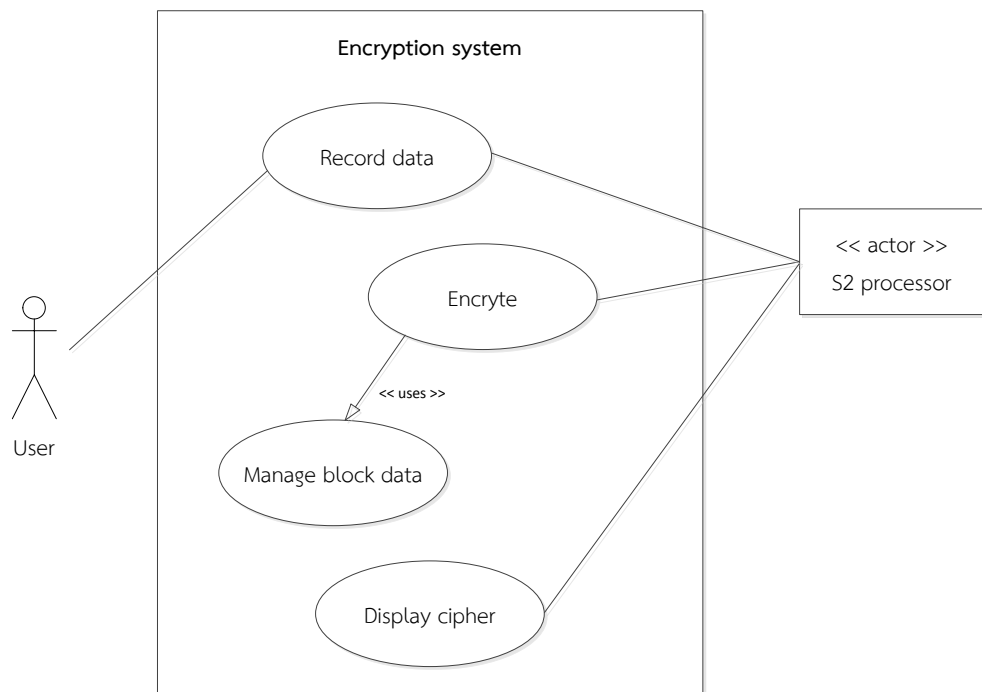 Encryption system
Record data
<< actor >>
S2 processor
Encryte
<< uses >>
User
Manage block data
Display cipher